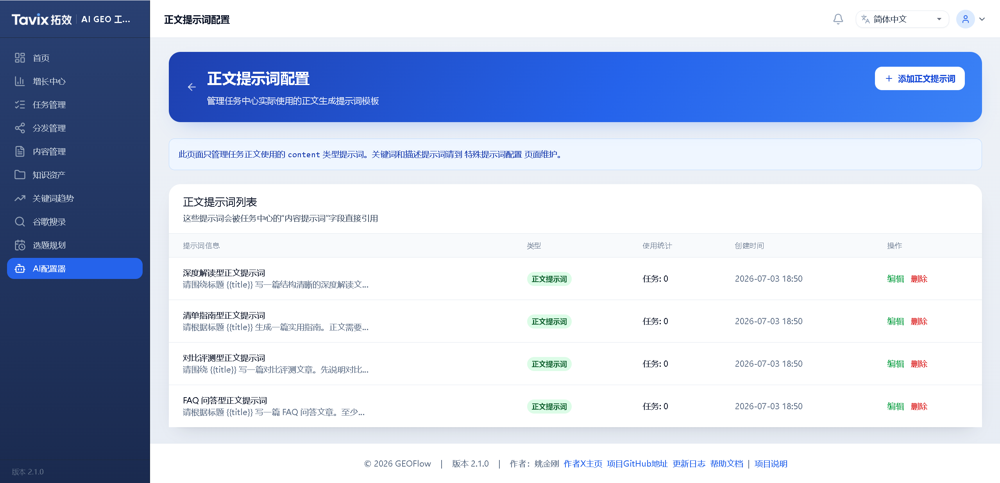 Tavix 拓效 AI GEO 工...
首页
增长中心
任务管理
分发管理
内容管理
知识资产
关键词趋势
谷歌搜录
选题规划
AI配置器
版本 2.1.0
正文提示词配置
简体中文
正文提示词配置
管理任务中心实际使用的正文生成提示词模板
+ 添加正文提示词
此页面只管理任务正文使用的 content 类型提示词。关键词和描述提示词请到 特殊提示词配置 页面维护。
正文提示词列表
这些提示词会被任务中心的“内容提示词”字段直接引用
提示词信息 类型 使用统计 创建时间 操作
深度解读型正文提示词
请围绕标题 {{title}} 写一篇结构清晰的深度解读文...
正文提示词 任务: 0 2026-07-03 18:50 编辑 删除
清单指南型正文提示词
请根据标题 {{title}} 生成一篇实用指南。正文需要...
正文提示词 任务: 0 2026-07-03 18:50 编辑 删除
对比评测型正文提示词
请围绕 {{title}} 写一篇对比评测文章。先说明对比...
正文提示词 任务: 0 2026-07-03 18:50 编辑 删除
FAQ 问答型正文提示词
请根据标题 {{title}} 写一篇 FAQ 问答文章。至少...
正文提示词 任务: 0 2026-07-03 18:50 编辑 删除
© 2026 GEOFlow | 版本 2.1.0 | 作者：姚金刚 作者X主页 项目GitHub地址 更新日志 帮助文档 | 项目说明